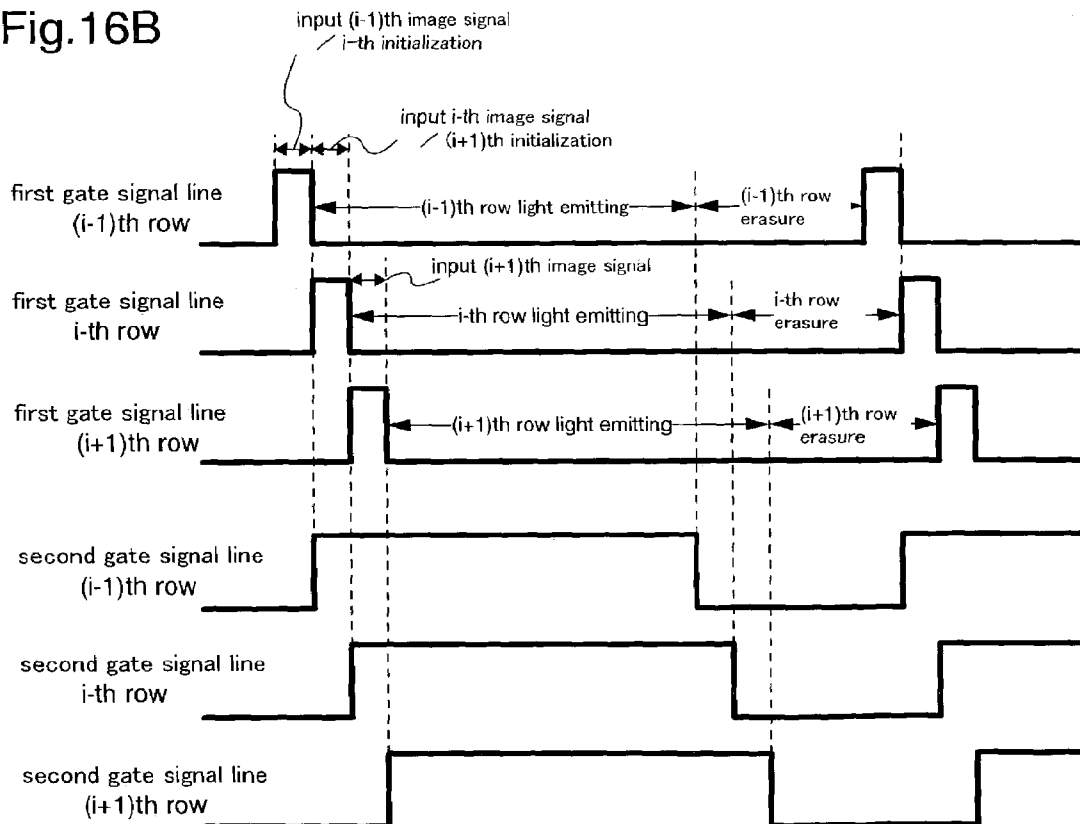 Fig.16B
input (i-1)th image signal
/ i-th initialization
input i-th image signal
/ (i+1)th initialization
first gate signal line
(i-1)th row
(i-1)th row light emitting
(i-1)th row
erasure
input (i+1)th image signal
first gate signal line
i-th row
i-th row light emitting
i-th row
erasure
first gate signal line
(i+1)th row
(i+1)th row light emitting
(i+1)th row
erasure
second gate signal line
(i-1)th row
second gate signal line
i-th row
second gate signal line
(i+1)th row